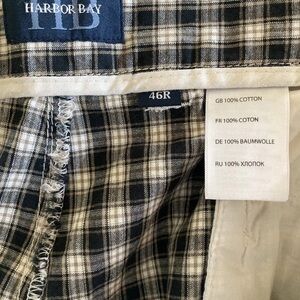 HARBOR BAY
HB
46R
GB 100% COTTON
FR 100% COTON
DE 100% BAUMWOLLE
RU 100% ХЛОПОК